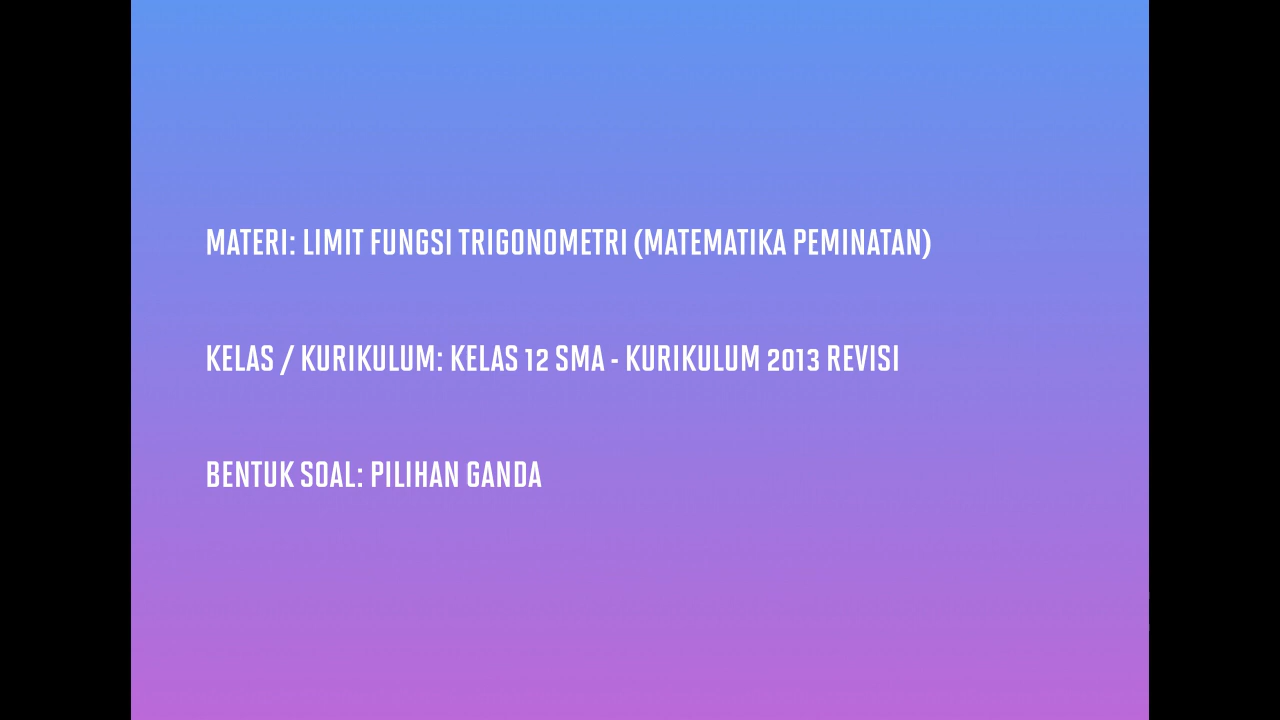 MATERI: LIMIT FUNGSI TRIGONOMETRI (MATEMATIKA PEMINATAN)
KELAS / KURIKULUM: KELAS 12 SMA - KURIKULUM 2013 REVISI
BENTUK SOAL: PILIHAN GANDA